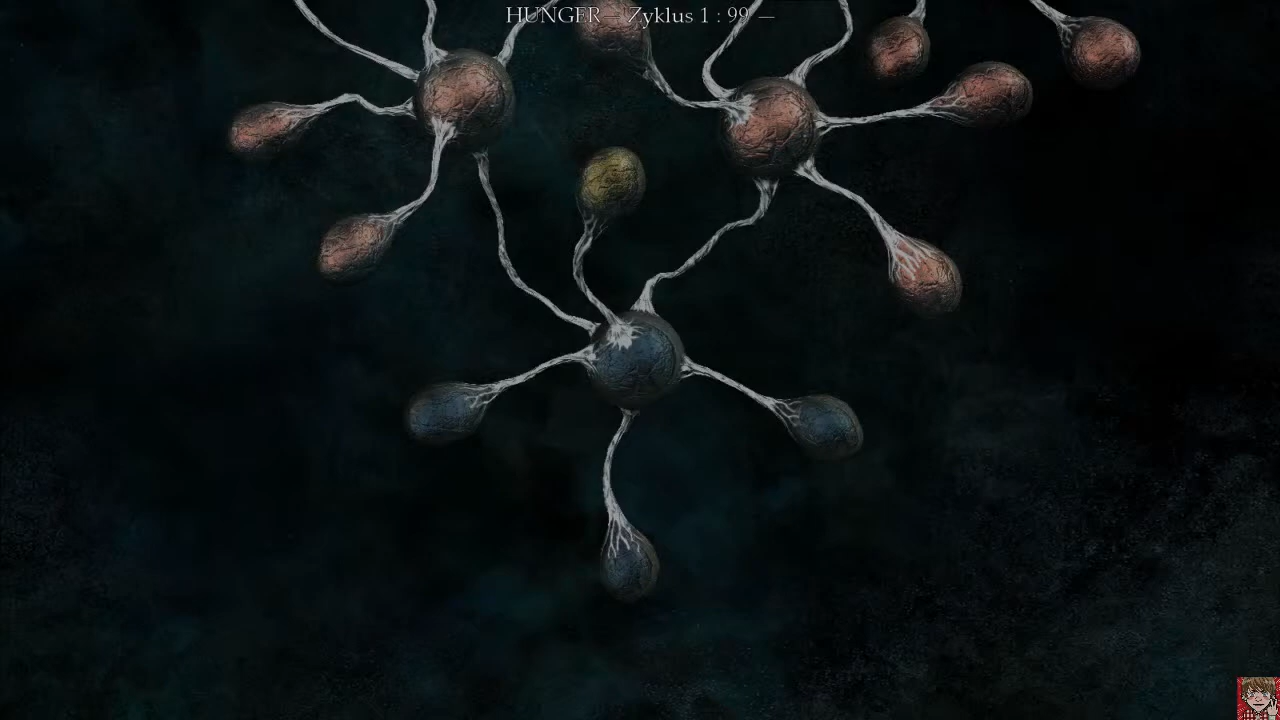 HUNGER— Zyklus 1 : 99 —